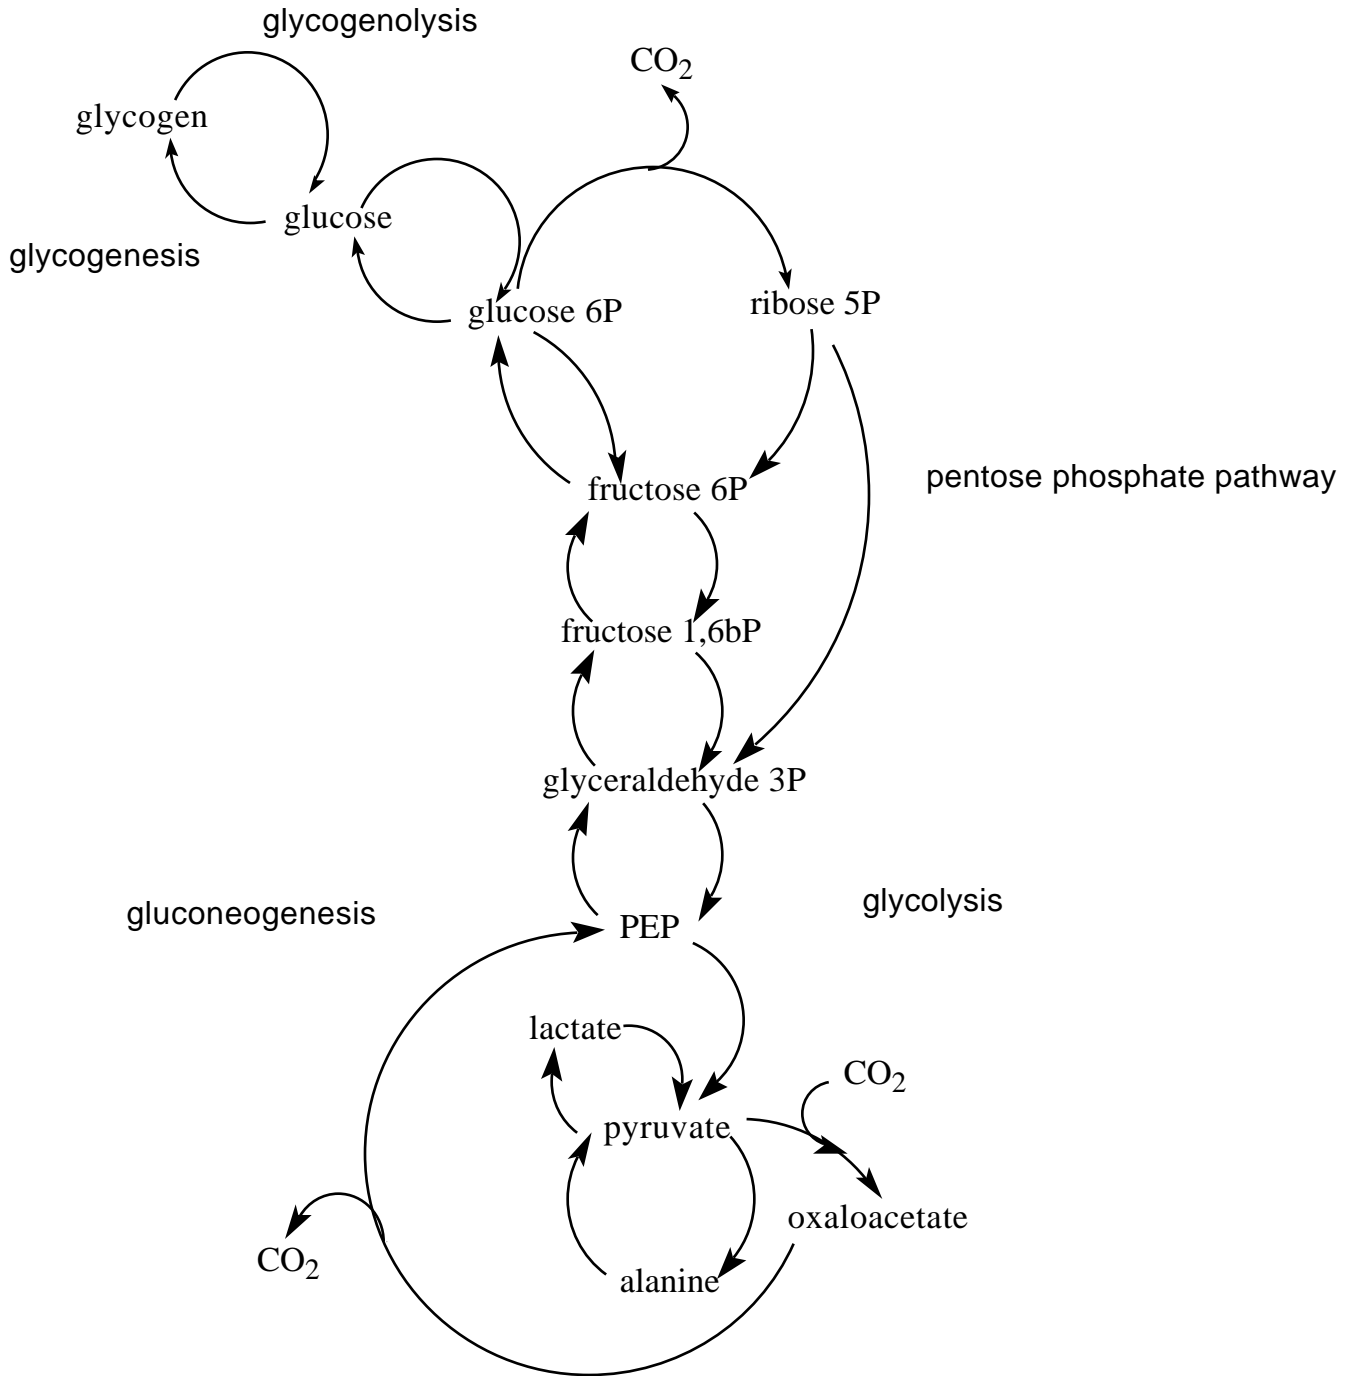 glycogenolysis
CO2
glycogen
glucose
glycogenesis
glucose 6P
ribose 5P
pentose phosphate pathway
fructose 6P
fructose 1,6bP
glyceraldehyde 3P
gluconeogenesis
glycolysis
PEP
lactate
CO2
pyruvate
oxaloacetate
CO2
alanine